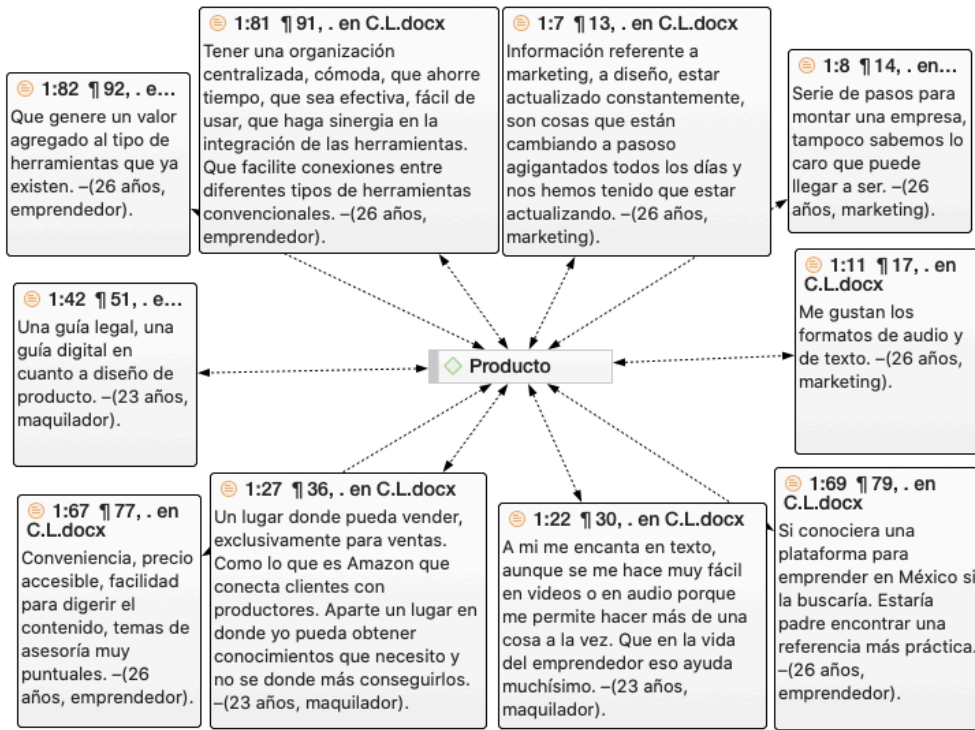 1:81 ¶ 91, . en C.L.docx
Tener una organización
centralizada, cómoda, que ahorre
tiempo, que sea efectiva, fácil de
usar, que haga sinergia en la
integración de las herramientas.
Que facilite conexiones entre
diferentes tipos de herramientas
convencionales. –(26 años,
emprendedor).
1:7 ¶ 13, . en C.L.docx
Información referente a
marketing, a diseño, estar
actualizado constantemente,
son cosas que están
cambiando a pasoso
agigantados todos los días y
nos hemos tenido que estar
actualizando. –(26 años,
marketing).
1:8 ¶ 14, . en...
Serie de pasos para
montar una empresa,
tampoco sabemos lo
caro que puede
llegar a ser. –(26
años, marketing).
1:82 ¶ 92, . e...
Que genere un valor
agregado al tipo de
herramientas que ya
existen. –(26 años,
emprendedor).
1:11 ¶ 17, . en
C.L.docx
Me gustan los
formatos de audio y
de texto. –(26 años,
marketing).
1:42 ¶ 51, . e...
Una guía legal, una
guía digital en
cuanto a diseño de
producto. –(23 años,
maquilador).
Producto
1:67 ¶ 77, . en
C.L.docx
Conveniencia, precio
accesible, facilidad
para digerir el
contenido, temas de
asesoría muy
puntuales. –(26
años, emprendedor).
1:27 ¶ 36, . en C.L.docx
Un lugar donde pueda vender,
exclusivamente para ventas.
Como lo que es Amazon que
conecta clientes con
productores. Aparte un lugar en
donde yo pueda obtener
conocimientos que necesito y
no se donde más conseguirlos.
–(23 años, maquilador).
1:22 ¶ 30, . en C.L.docx
A mi me encanta en texto,
aunque se me hace muy fácil
en videos o en audio porque
me permite hacer más de una
cosa a la vez. Que en la vida
del emprendedor eso ayuda
muchísimo. –(23 años,
maquilador).
1:69 ¶ 79, . en
C.L.docx
Si conociera una
plataforma para
emprender en México si
la buscaría. Estaría
padre encontrar una
referencia más práctica.
–(26 años,
emprendedor).